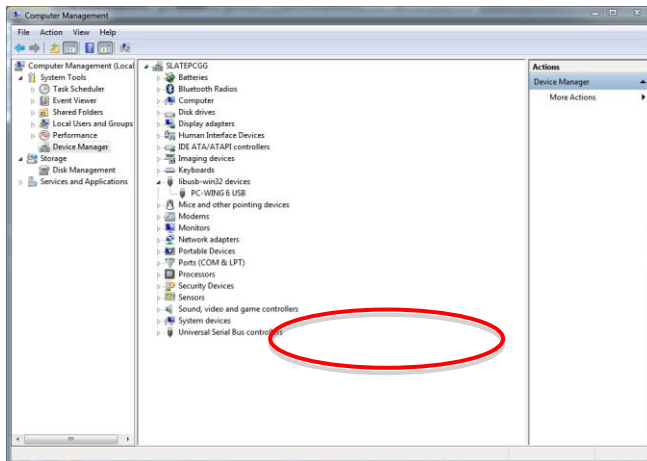 Computer Management
File Action View Help
Computer Management (Local
System Tools
Task Scheduler
Event Viewer
Shared Folders
Local Users and Groups
Performance
Device Manager
Storage
Disk Management
Services and Applications
SLATEPCGG
Batteries
Bluetooth Radios
Computer
Disk drives
Display adapters
Human Interface Devices
IDE ATA/ATAPI controllers
Imaging devices
Keyboards
libusb-win32 devices
PC-WING 6 USB
Mice and other pointing devices
Modems
Monitors
Network adapters
Portable Devices
Ports (COM & LPT)
Processors
Security Devices
Sensors
Sound, video and game controllers
System devices
Universal Serial Bus controllers
Actions
Device Manager
More Actions